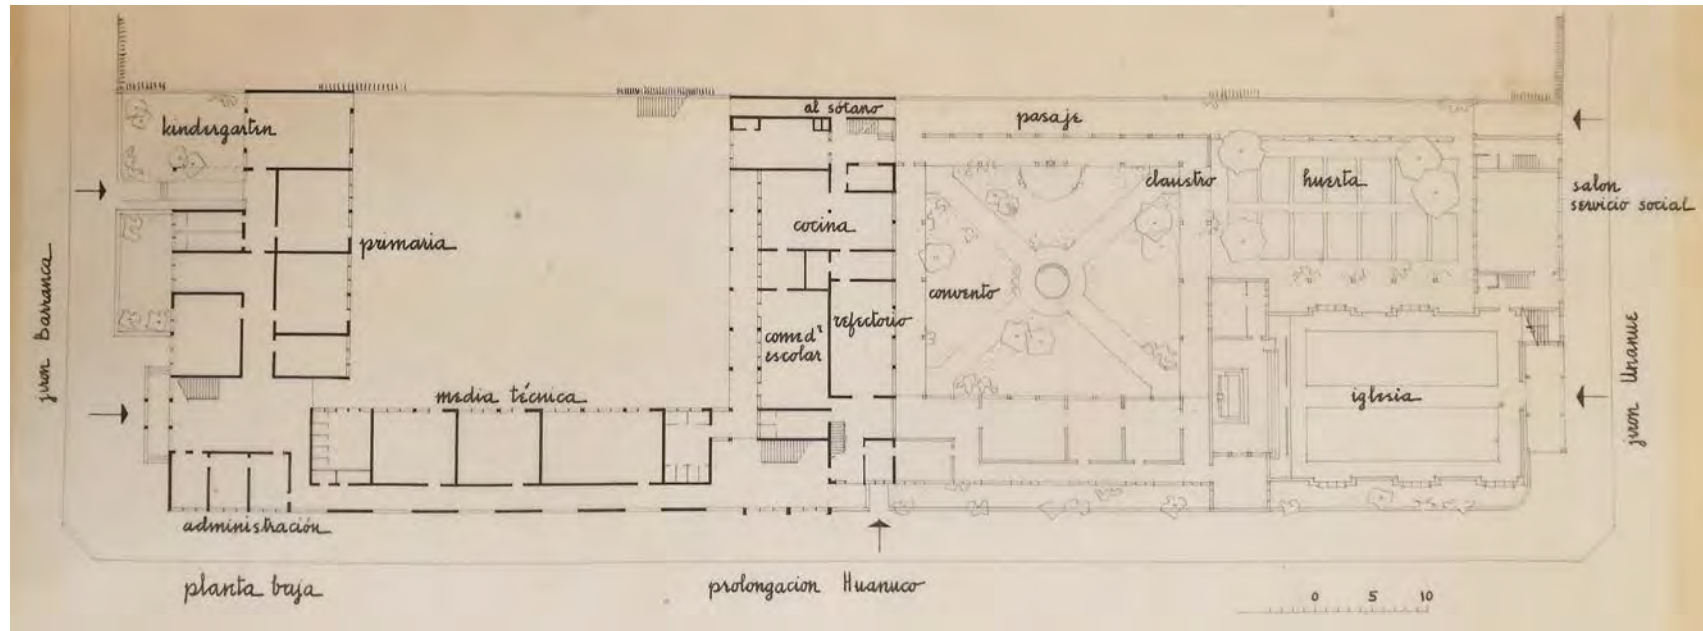 al sótano
kindergarten
pasaje
claustro
huerta
salon
servicio social
cocina
primaria
jiron Barranca
convento
refectorio
comed.r
escolar
jiron Unanue
media técnica
iglesia
administración
planta baja
prolongacion Huanuco
0 5 10